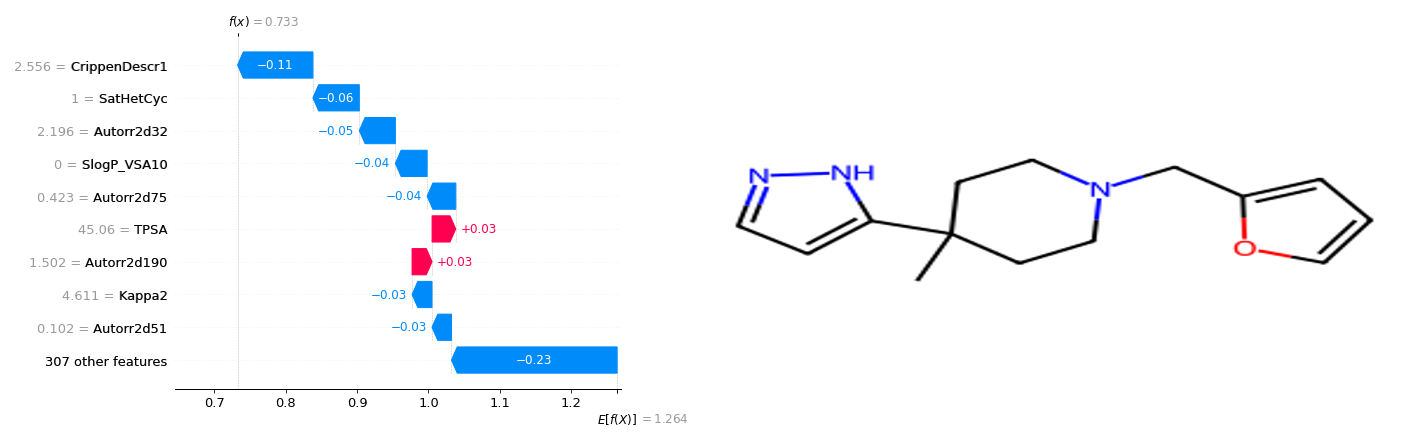 f(x) = 0.733
2.556 = CrippenDescr1
−0.11
1 = SatHetCyc
−0.06
2.196 = Autorr2d32
−0.05
0 = SlogP_VSA10
−0.04
0.423 = Autorr2d75
−0.04
45.06 = TPSA
+0.03
1.502 = Autorr2d190
+0.03
4.611 = Kappa2
−0.03
0.102 = Autorr2d51
−0.03
307 other features
−0.23
0.7 0.8 0.9 1.0 1.1 1.2
E[f(X)] = 1.264
N NH
N
O